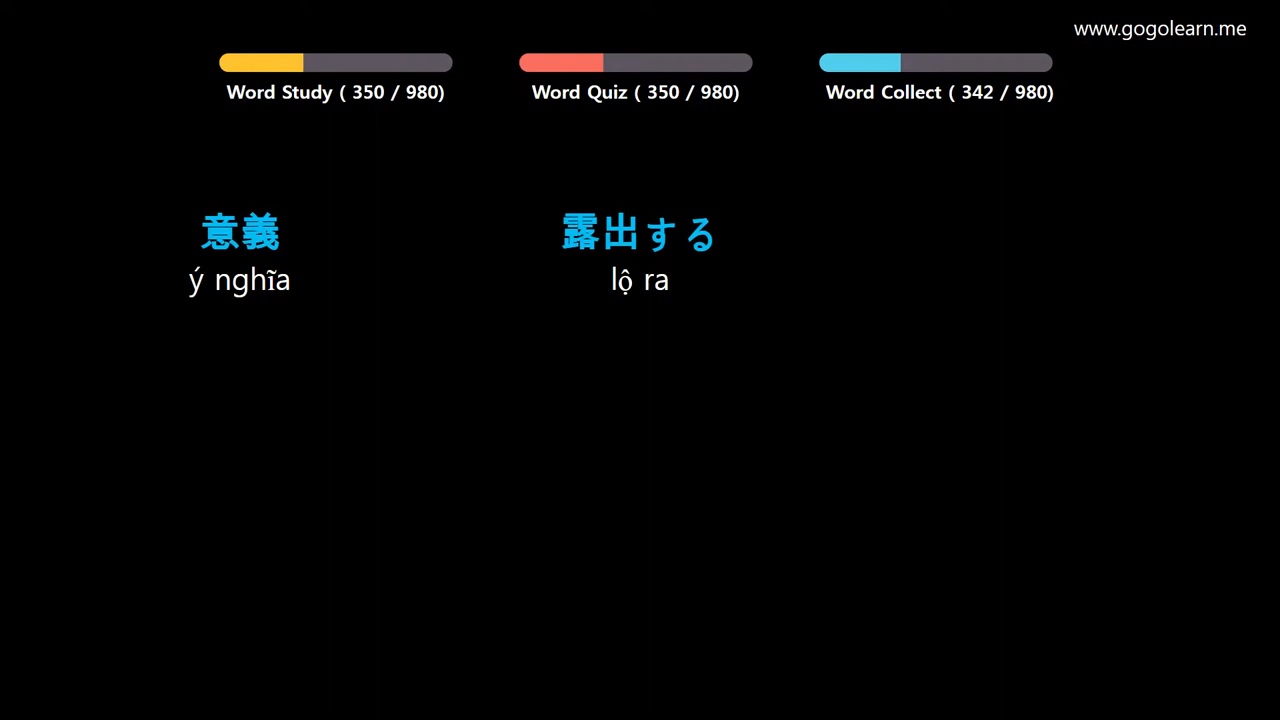 www.gogolearn.me
Word Study ( 350 / 980)
Word Quiz ( 350 / 980)
Word Collect ( 342 / 980)
意義
ý nghĩa
露出する
lộ ra